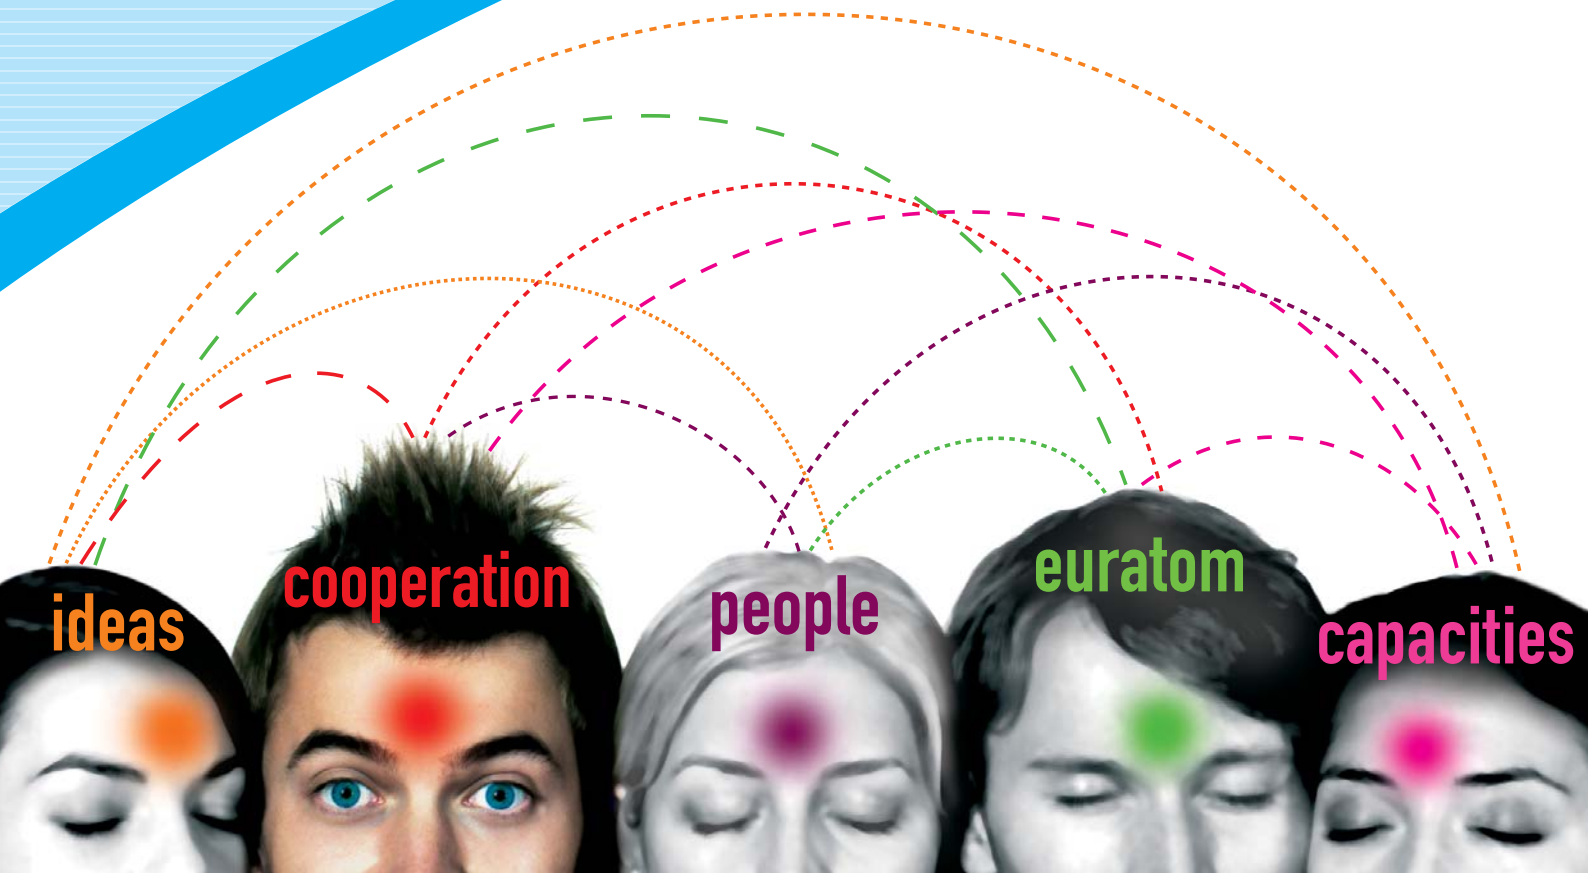 ideas
cooperation
people
euratom
capacities